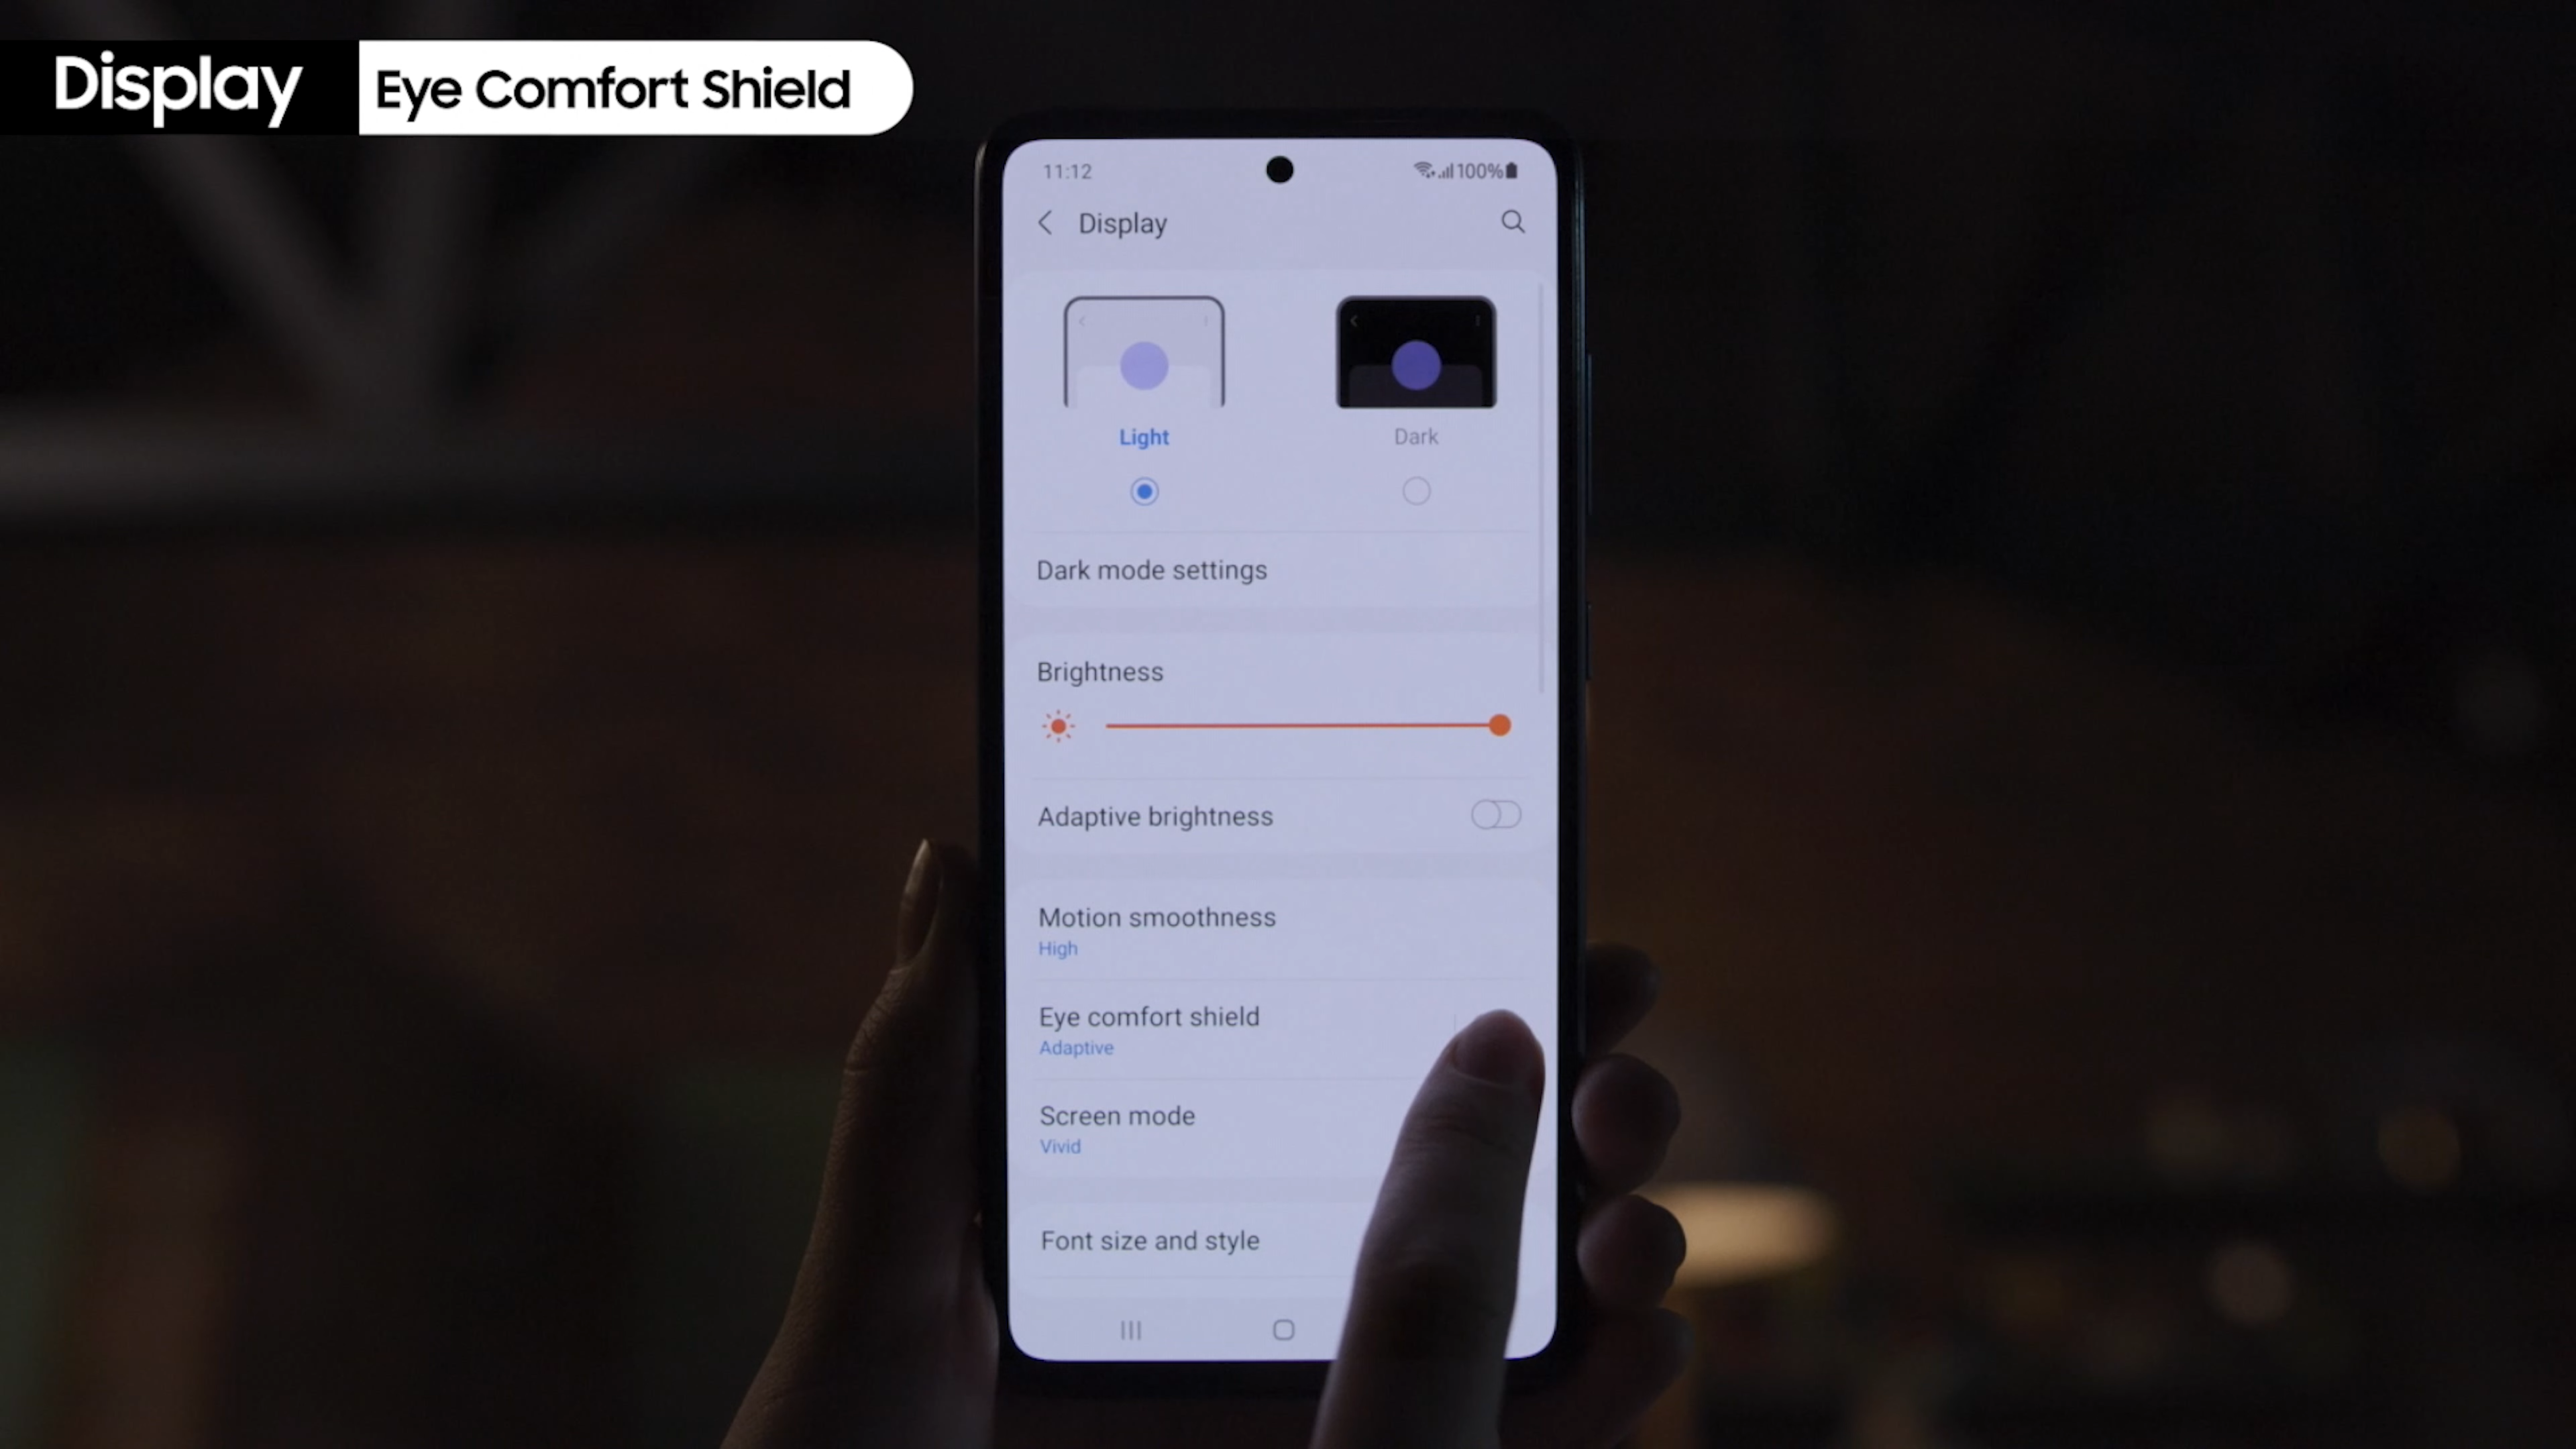 Display Eye Comfort Shield
11:12 100%
Display
Light Dark
Dark mode settings
Brightness
Adaptive brightness
Motion smoothness
High
Eye comfort shield
Adaptive
Screen mode
Vivid
Font size and style